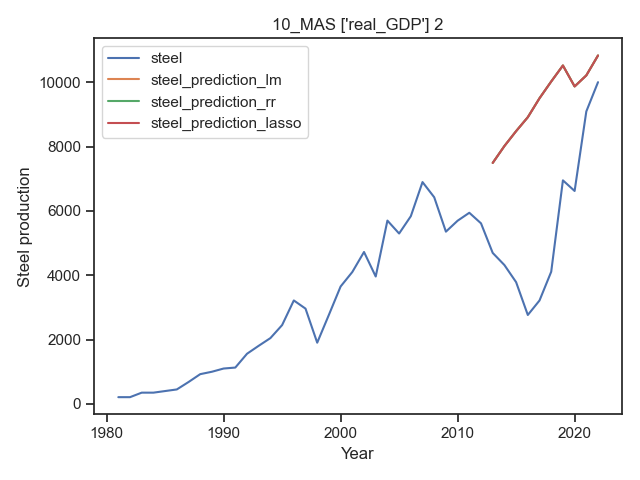 10_MAS ['real_GDP'] 2
steel
steel_prediction_lm
steel_prediction_rr
steel_prediction_lasso
Steel production
10000
8000
6000
4000
2000
0
1980
1990
2000
2010
2020
Year